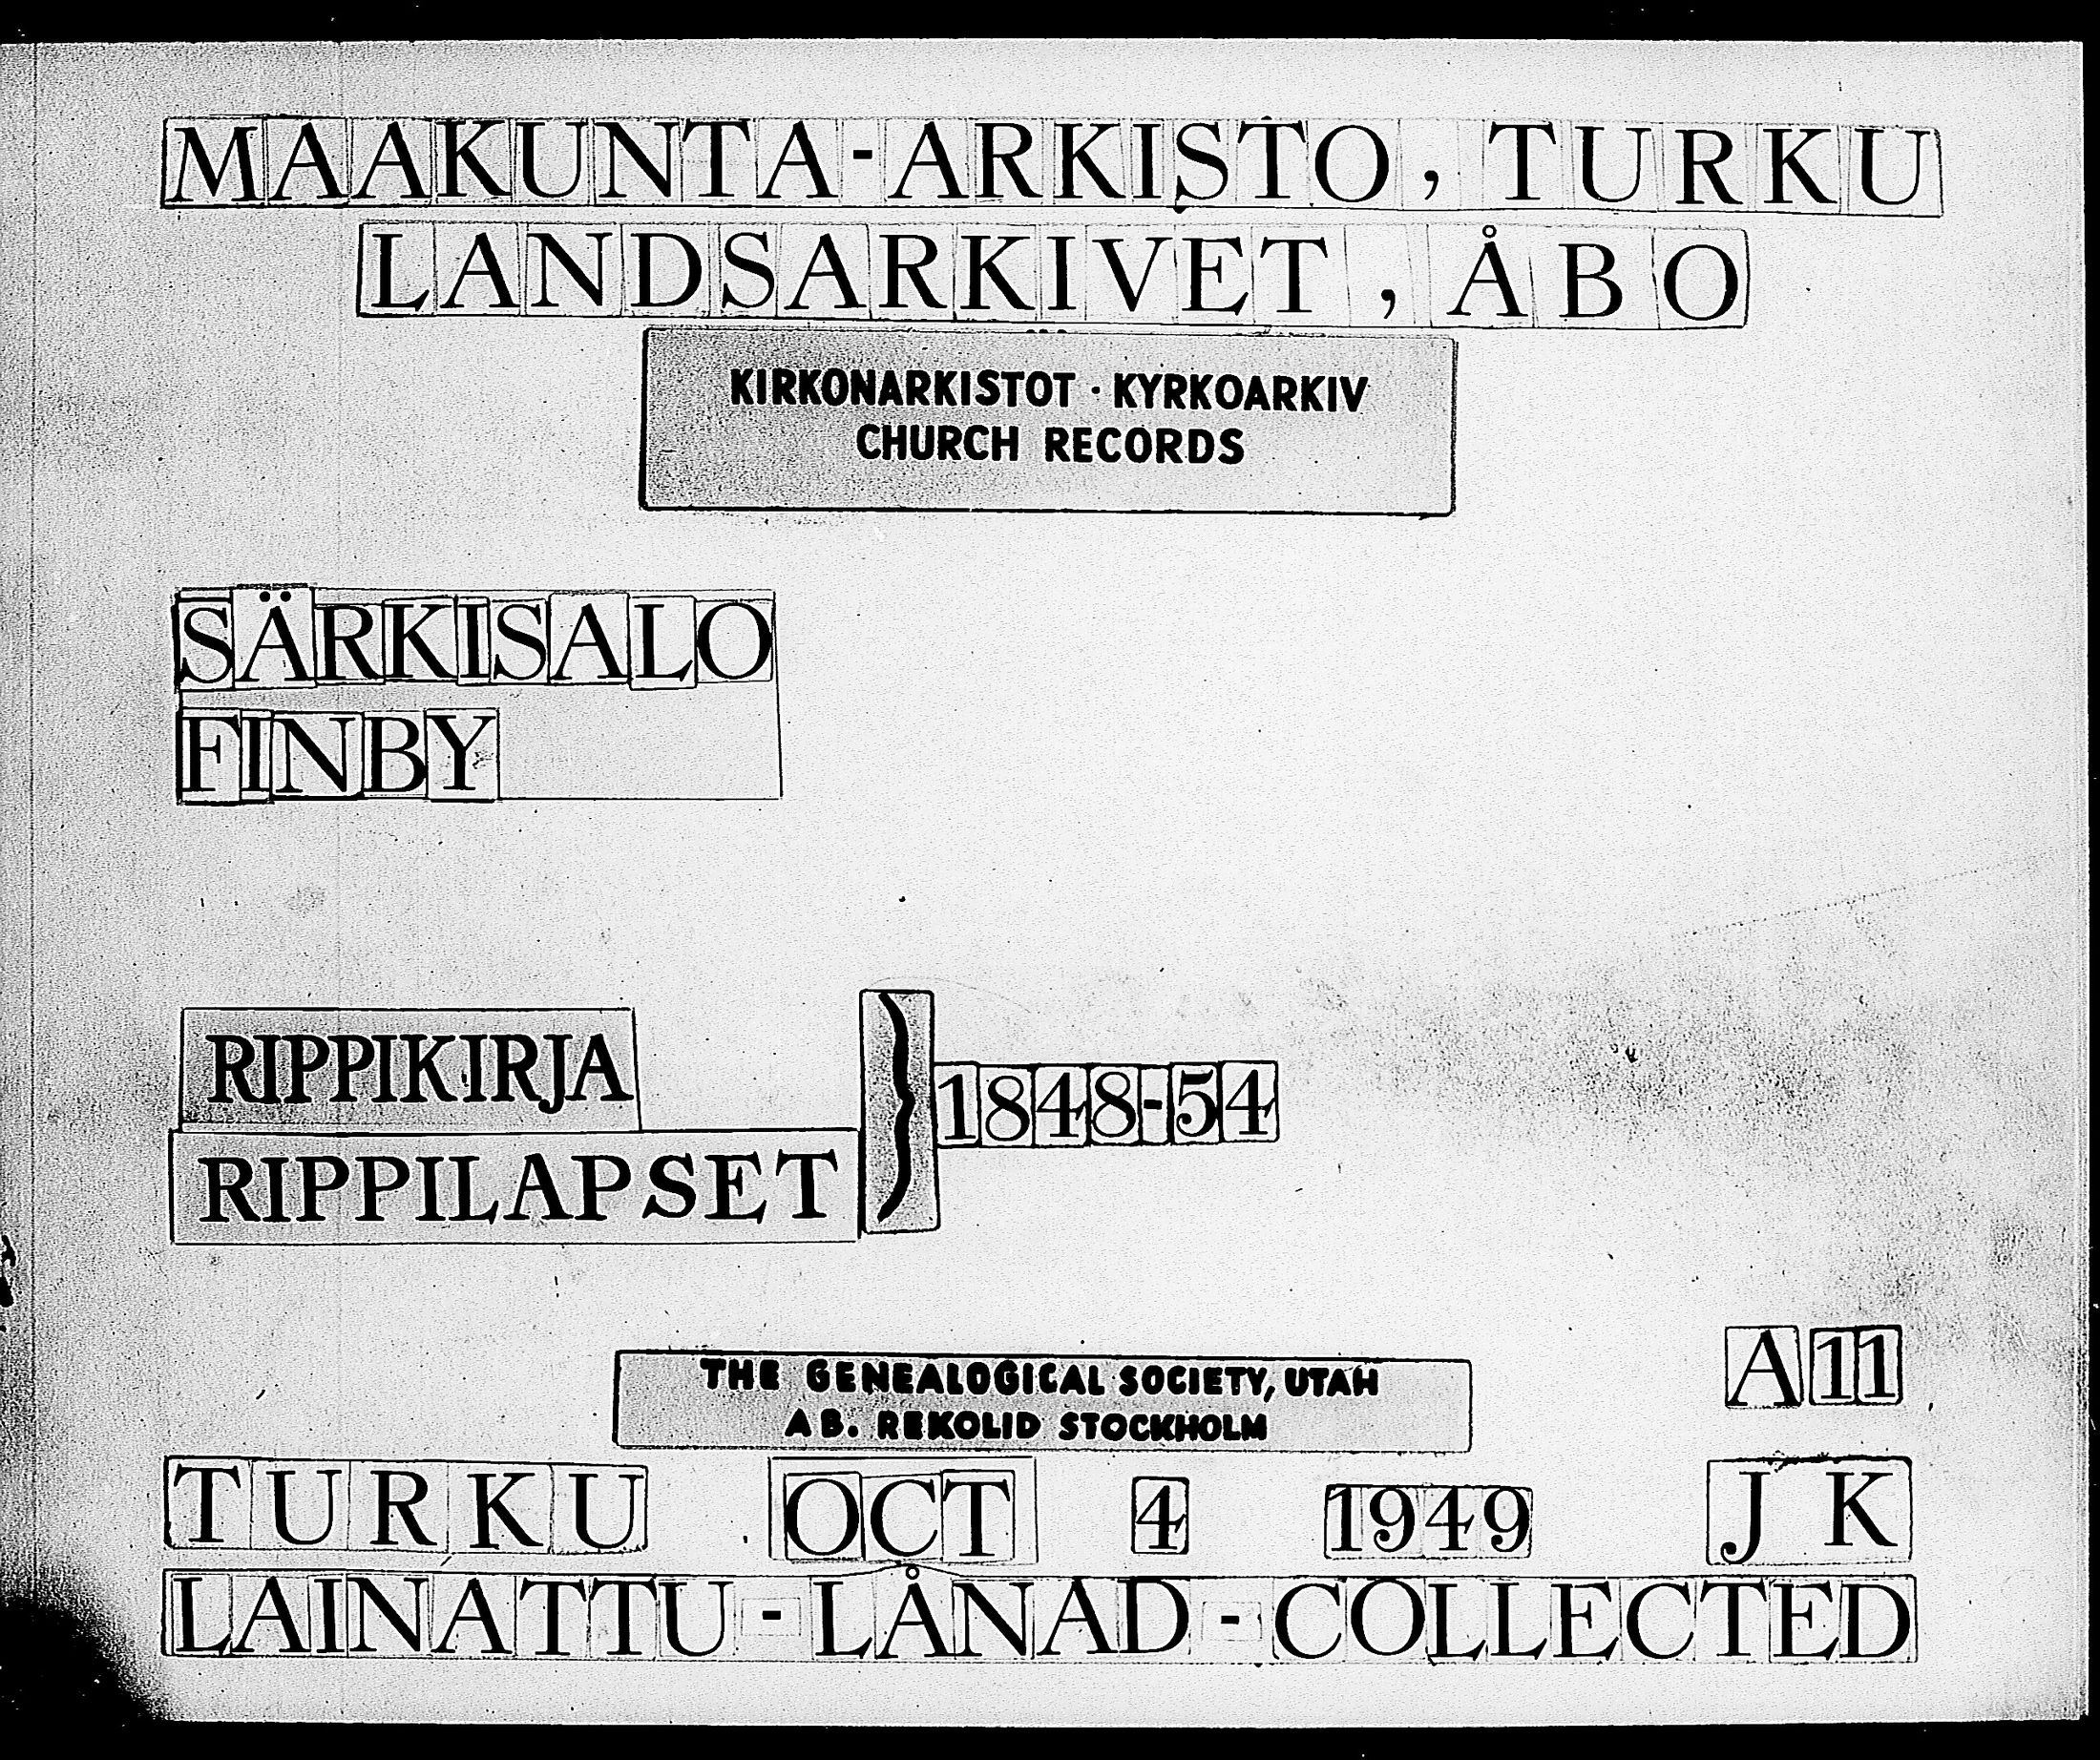 MAAKUNTA-ARKISTO, TURKU
LANDSARKIVET, ÅBO
KIRKONARKISTOT · KYRKOARKIV
CHURCH RECORDS
SÄRKISALO
FINBY
RIPPIKIRJA
RIPPILAPSET } 1848-54
A 11
THE GENEALOGICAL SOCIETY, UTAH
AB. REKOLID STOCKHOLM
TURKU OCT 4 1949 J K
LAINATTU - LÅNAD - COLLECTED